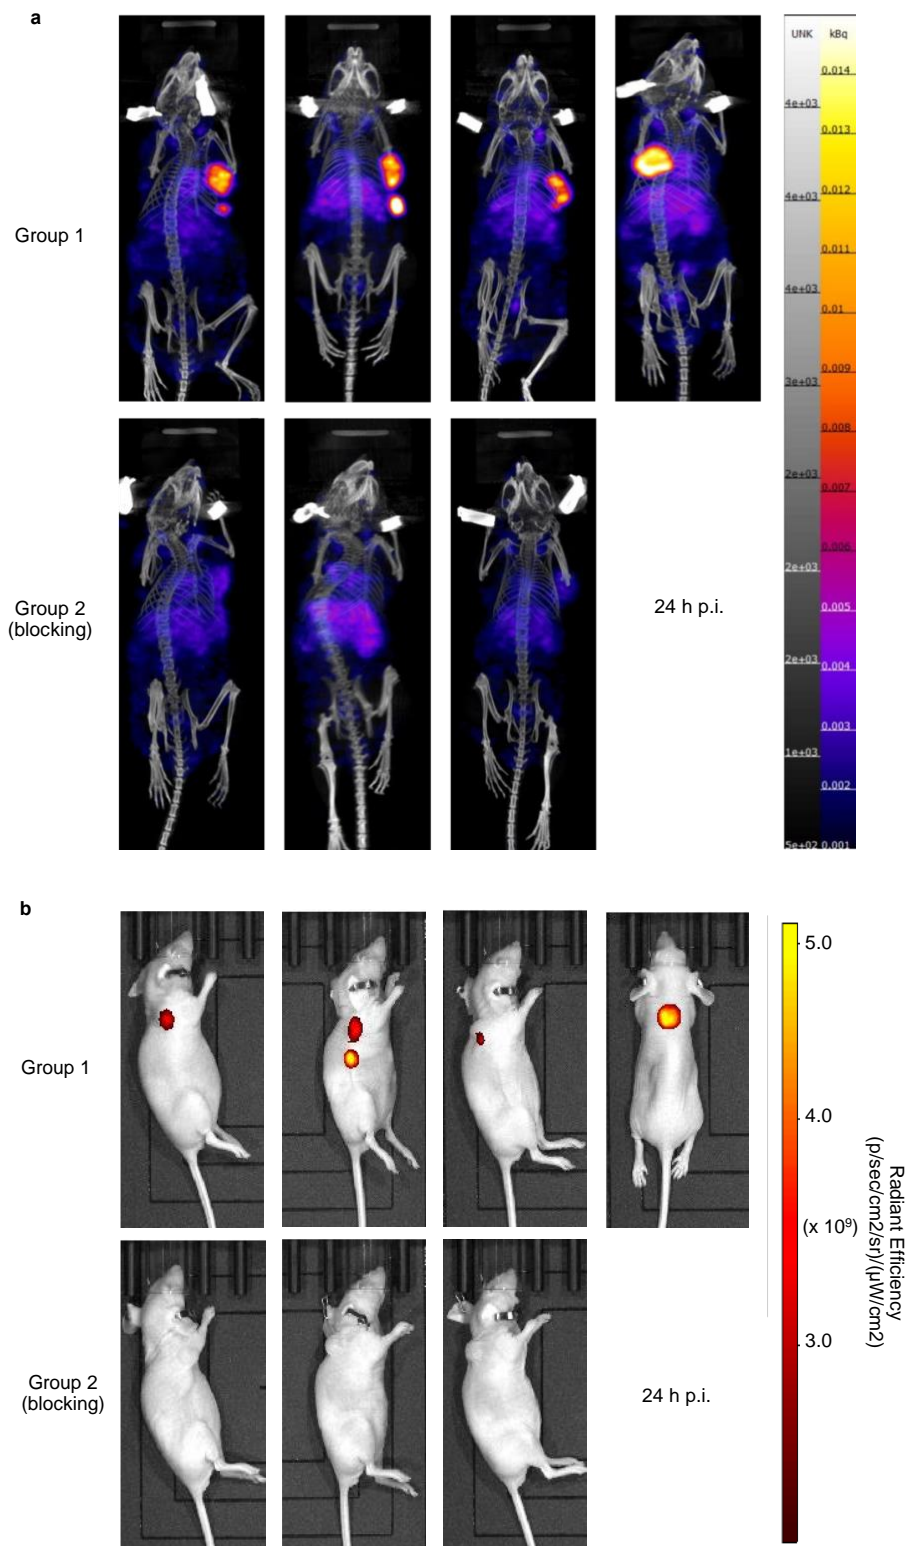 a
UNK kBq
0.014
4e+03
0.013
0.012
4e+03
Group 1
0.011
4e+03
0.01
0.009
3e+03
0.008
2e+03
0.007
0.006
2e+03
Group 2
(blocking)
24 h p.i.
0.005
2e+03
0.004
0.003
1e+03
0.002
5e+02
0.001
b
5.0
Group 1
4.0
Radiant Efficiency
(p/sec/cm2/sr)/(µW/cm2)
(x 10⁹)
3.0
Group 2
(blocking)
24 h p.i.